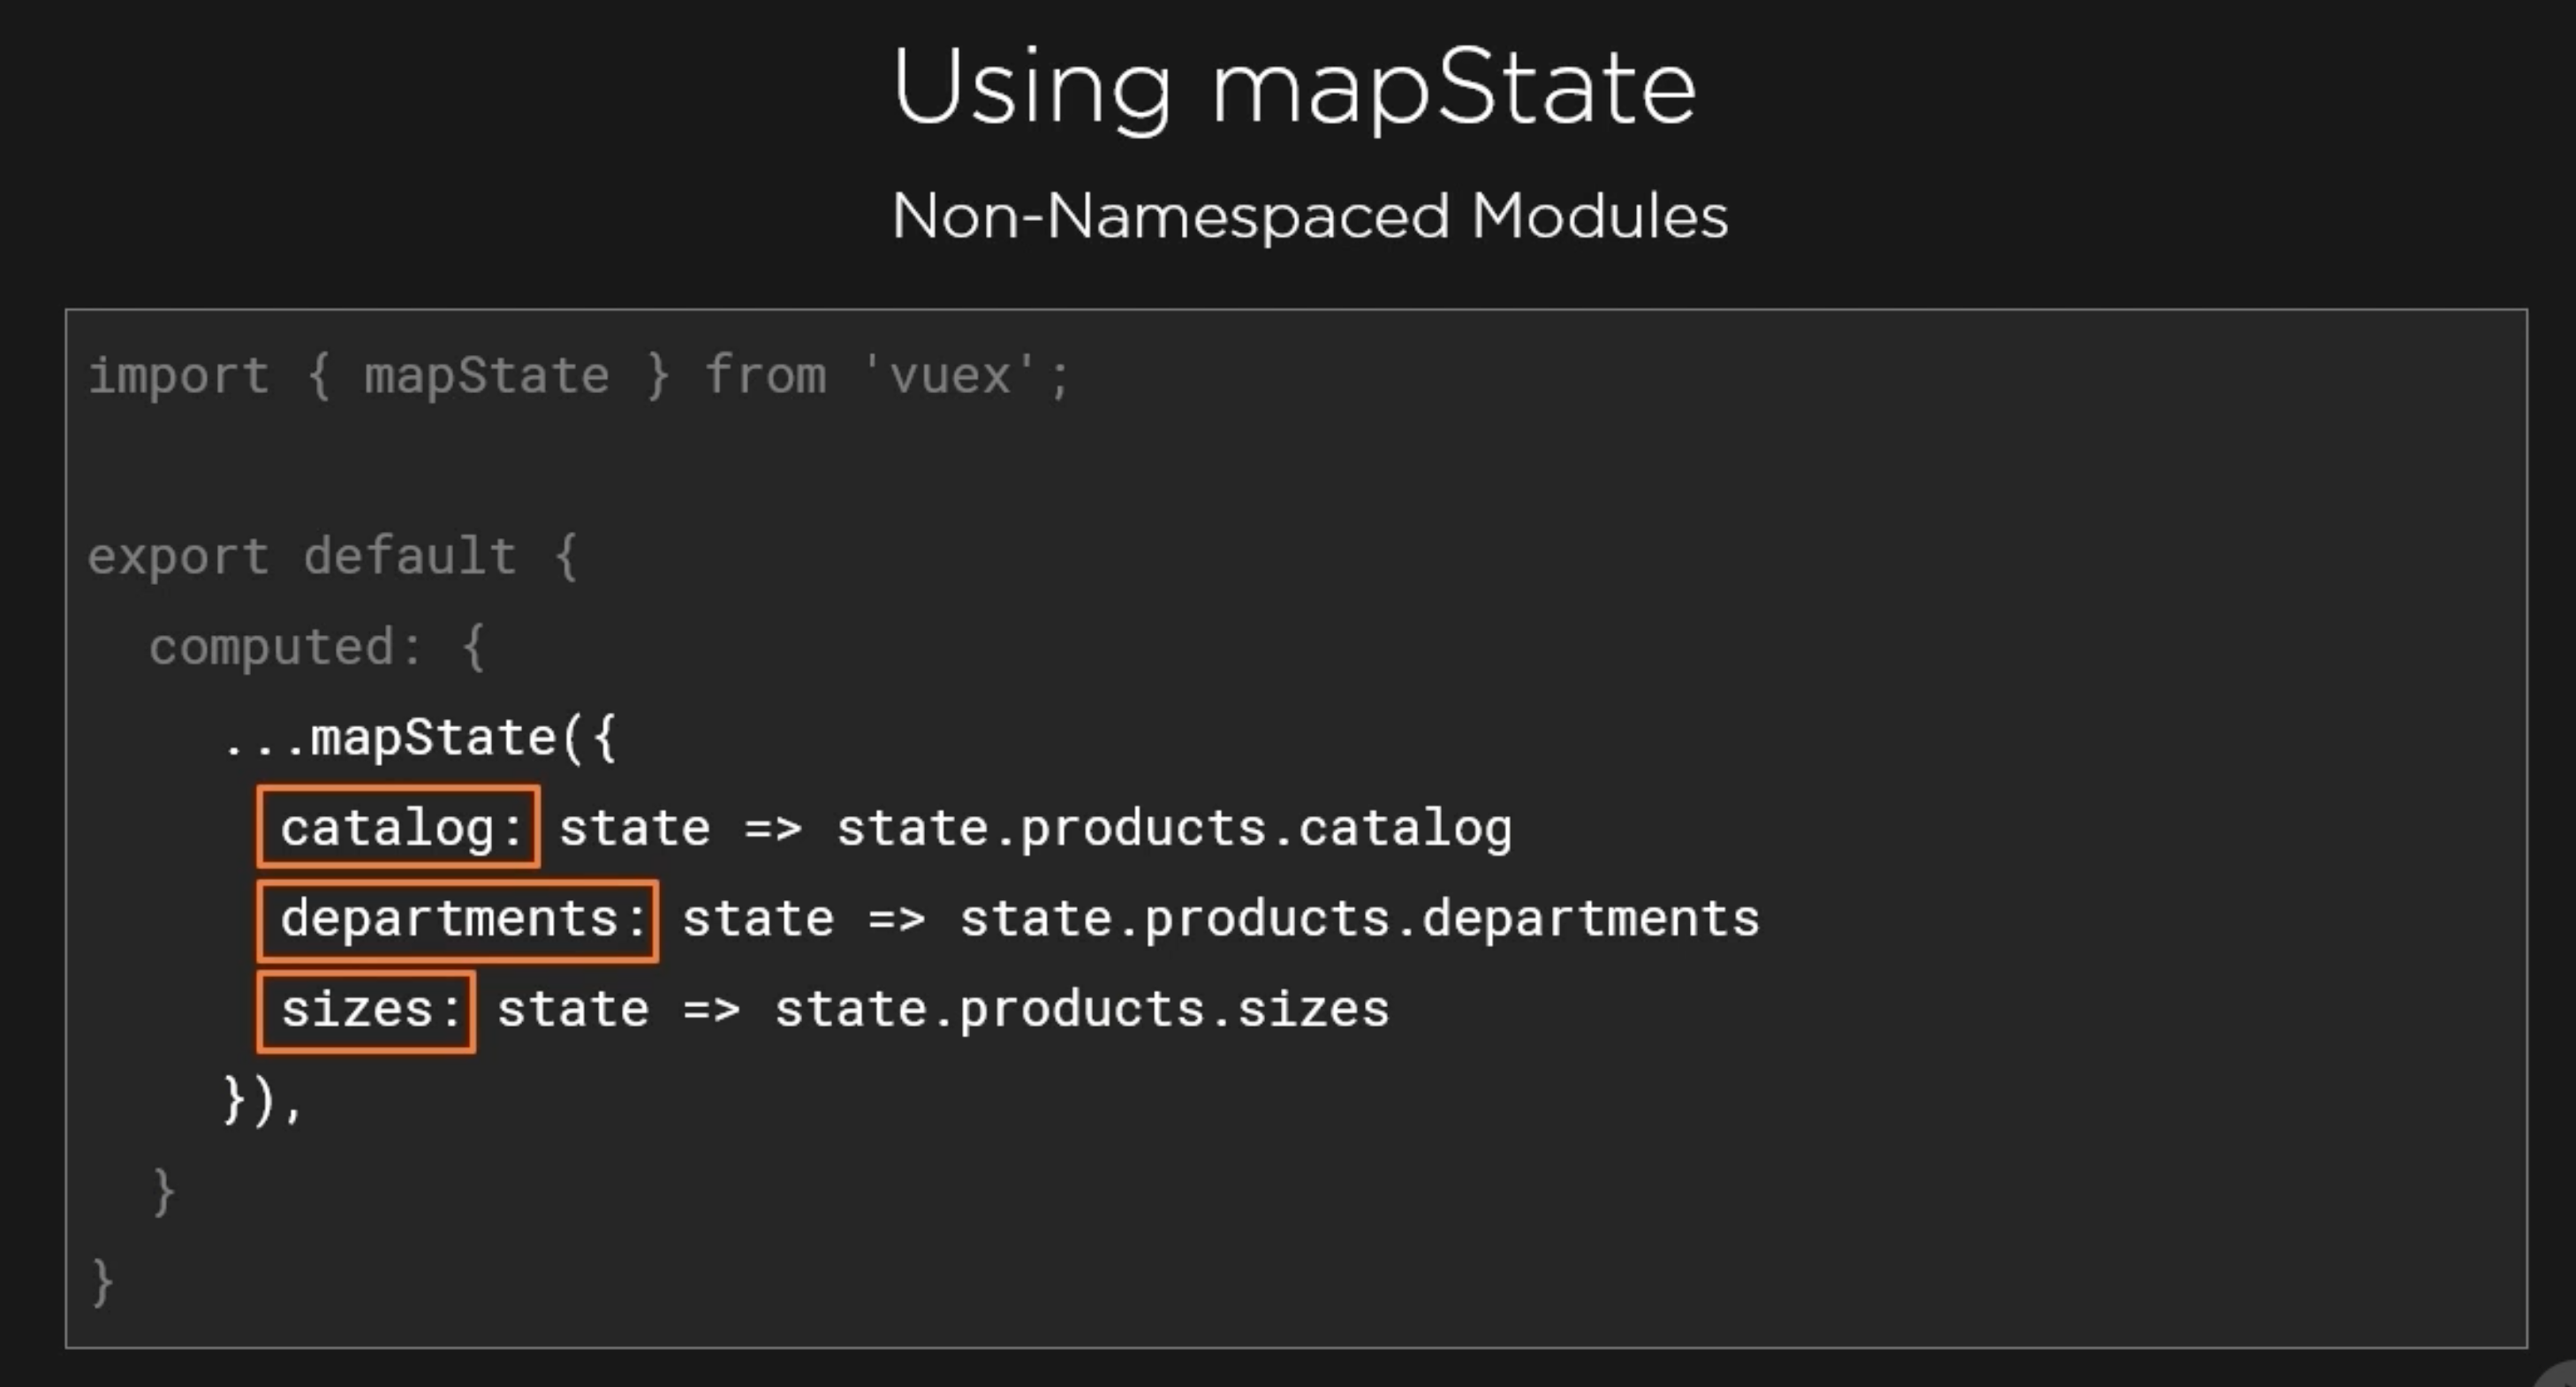 Using mapState
Non-Namespaced Modules
import { mapState } from 'vuex';
export default {
  computed: {
    ...mapState({
      catalog: state => state.products.catalog
      departments: state => state.products.departments
      sizes: state => state.products.sizes
    }),
  }
}